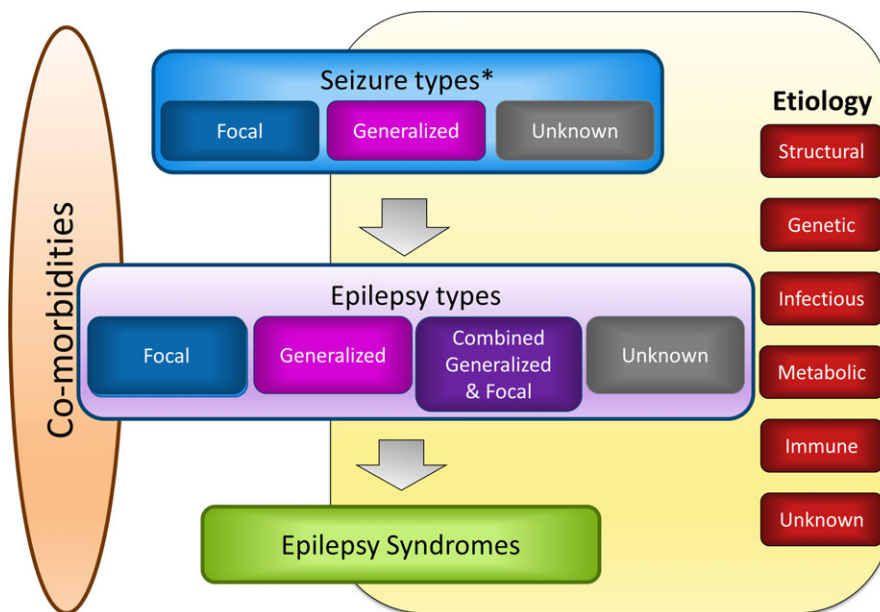 Co-morbidities
Seizure types*
Focal
Generalized
Unknown
Epilepsy types
Focal
Generalized
Combined
Generalized
& Focal
Unknown
Epilepsy Syndromes
Etiology
Structural
Genetic
Infectious
Metabolic
Immune
Unknown